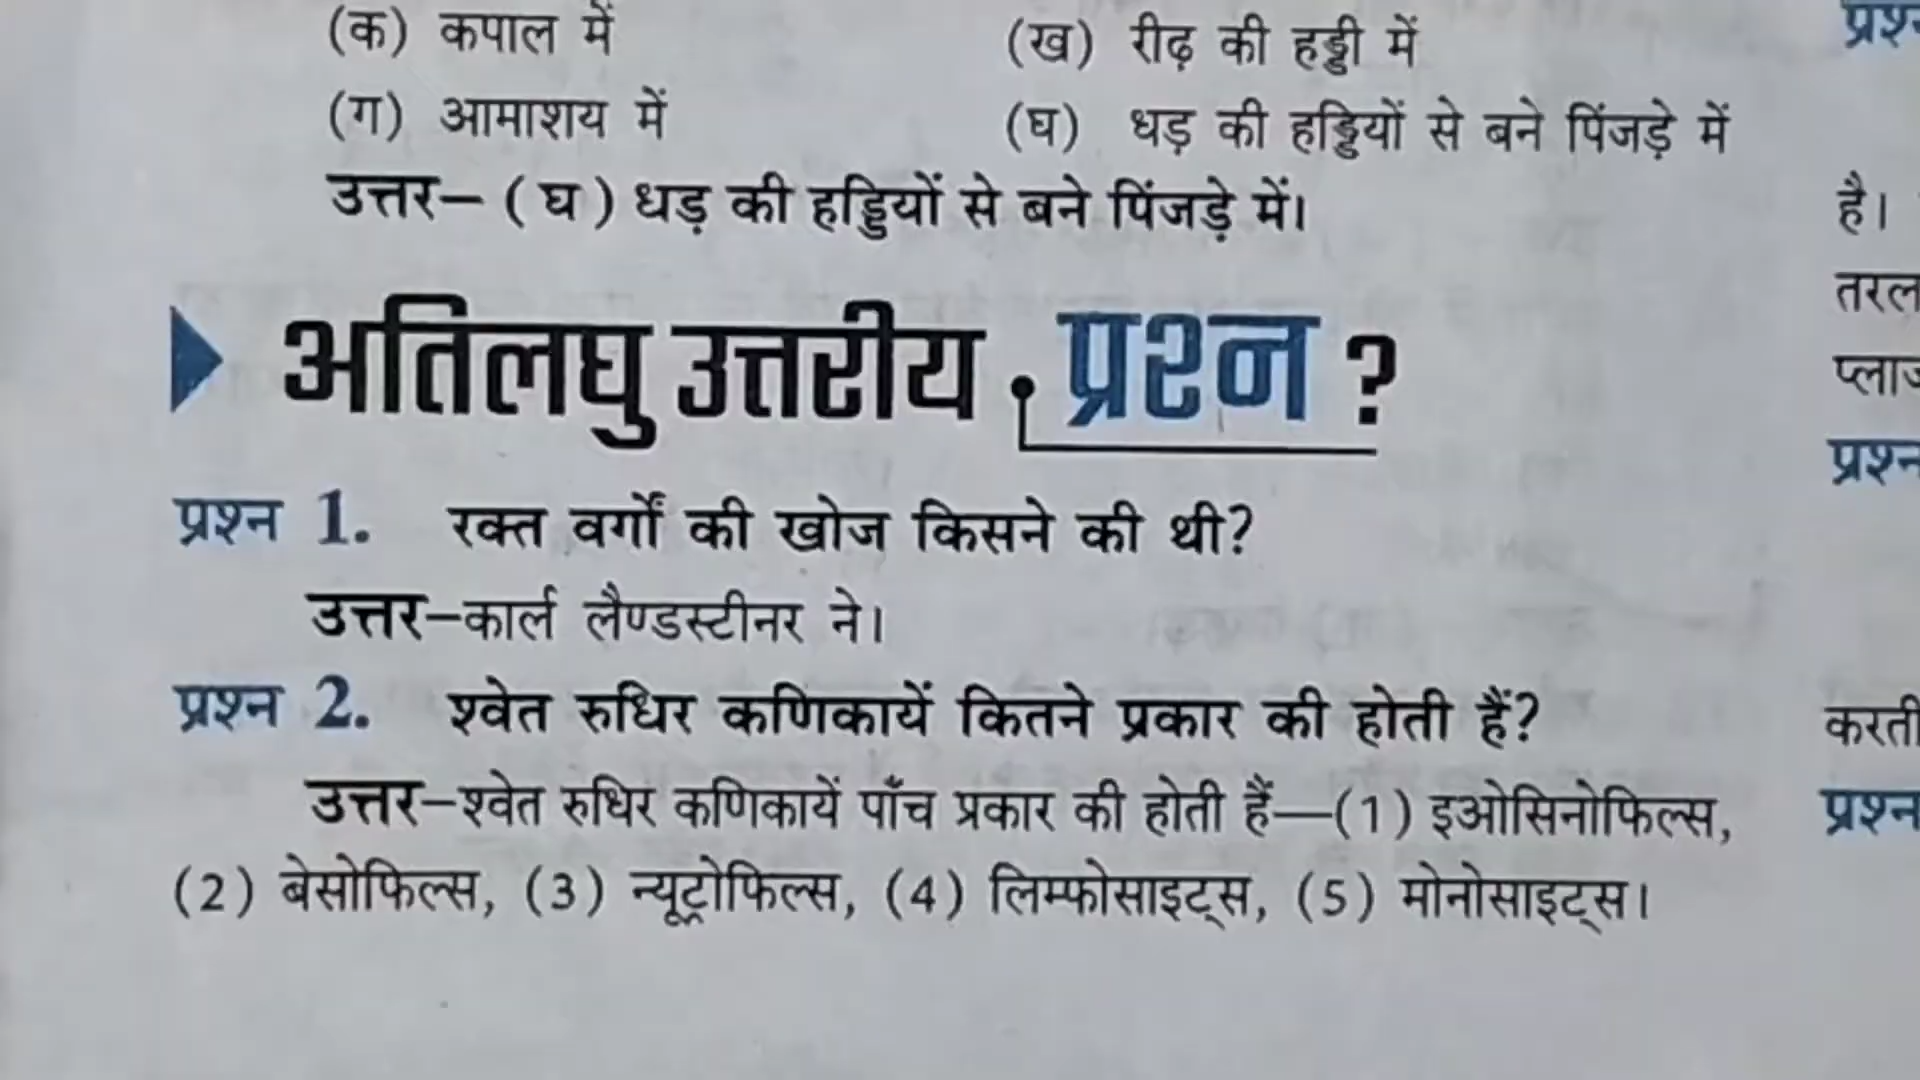 (क) कपाल में (ख) रीढ़ की हड्डी में
(ग) आमाशय में (घ) धड़ की हड्डियों से बने पिंजड़े में
उत्तर– (घ) धड़ की हड्डियों से बने पिंजड़े में।
अतिलघु उत्तरीय प्रश्न ?
प्रश्न 1. रक्त वर्गों की खोज किसने की थी?
उत्तर–कार्ल लैण्डस्टीनर ने।
प्रश्न 2. श्वेत रुधिर कणिकायें कितने प्रकार की होती हैं?
उत्तर–श्वेत रुधिर कणिकायें पाँच प्रकार की होती हैं—(1) इओसिनोफिल्स,
(2) बेसोफिल्स, (3) न्यूट्रोफिल्स, (4) लिम्फोसाइट्स, (5) मोनोसाइट्स।
है।
तरल
प्रश्न
करती
प्रश्न